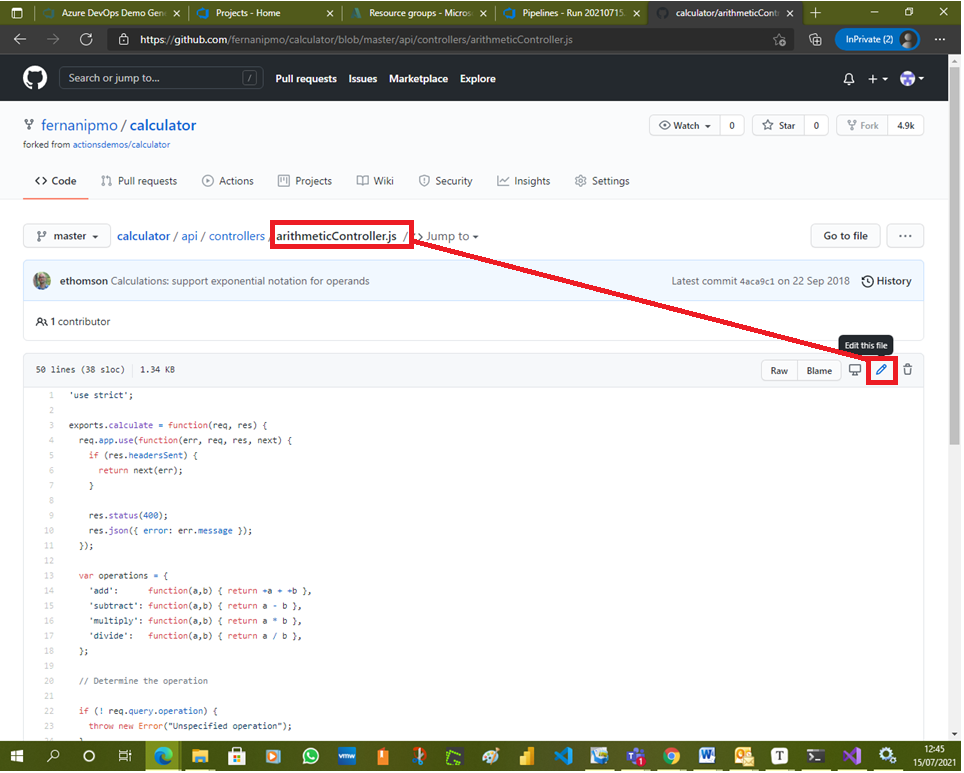 Azure DevOps Demo Gen
Projects - Home
Resource groups - Micros
Pipelines - Run 20210715.
calculator/arithmeticCont
https://github.com/fernanipmo/calculator/blob/master/api/controllers/arithmeticController.js
InPrivate (2)
Search or jump to...
/
Pull requests
Issues
Marketplace
Explore
fernanipmo / calculator
forked from actionsdemos/calculator
Watch
0
Star
0
Fork
4.9k
Code
Pull requests
Actions
Projects
Wiki
Security
Insights
Settings
master
calculator / api / controllers / arithmeticController.js /
Jump to
Go to file
...
ethomson Calculations: support exponential notation for operands
Latest commit 4aca9c1 on 22 Sep 2018
History
1 contributor
Edit this file
50 lines (38 sloc)
1.34 KB
Raw
Blame
1 'use strict';
2
3 exports.calculate = function(req, res) {
4 req.app.use(function(err, req, res, next) {
5 if (res.headersSent) {
6 return next(err);
7 }
8
9 res.status(400);
10 res.json({ error: err.message });
11 });
12
13 var operations = {
14 'add': function(a,b) { return +a + +b },
15 'subtract': function(a,b) { return a - b },
16 'multiply': function(a,b) { return a * b },
17 'divide': function(a,b) { return a / b },
18 };
19
20 // Determine the operation
21
22 if (! req.query.operation) {
23 throw new Error("Unspecified operation");
vmw
12:45
15/07/2021